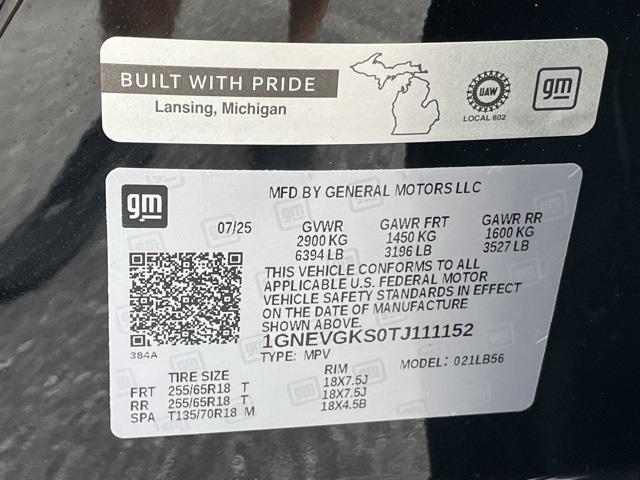 BUILT WITH PRIDE
Lansing, Michigan
UAW
LOCAL 602
gm
gm
MFD BY GENERAL MOTORS LLC
07/25 GVWR GAWR FRT GAWR RR
2900 KG 1450 KG 1600 KG
6394 LB 3196 LB 3527 LB
THIS VEHICLE CONFORMS TO ALL
APPLICABLE U.S. FEDERAL MOTOR
VEHICLE SAFETY STANDARDS IN EFFECT
ON THE DATE OF MANUFACTURE
SHOWN ABOVE.
1GNEVGKS0TJ111152
384A
TYPE: MPV MODEL: 021LB56
TIRE SIZE RIM
FRT 255/65R18 T 18X7.5J
RR 255/65R18 T 18X7.5J
SPA T135/70R18 M 18X4.5B